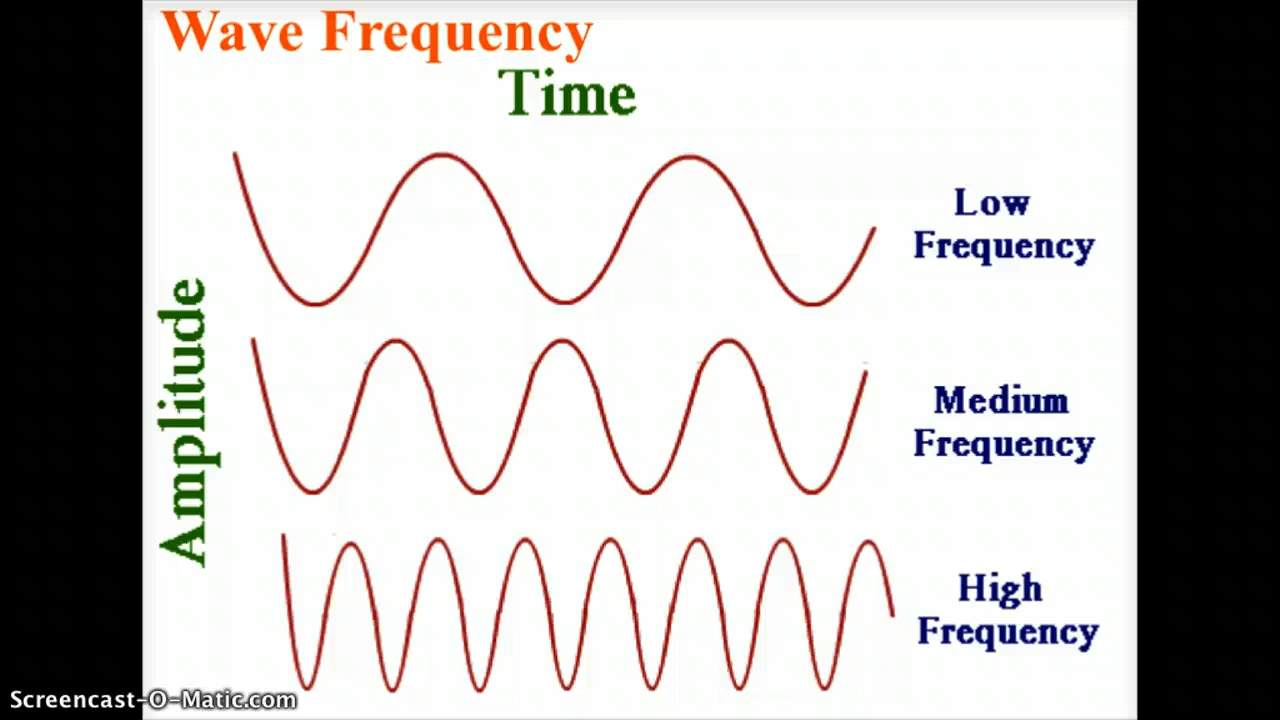 Wave Frequency
Time
Amplitude
Low
Frequency
Medium
Frequency
High
Frequency
Screencast-O-Matic.com